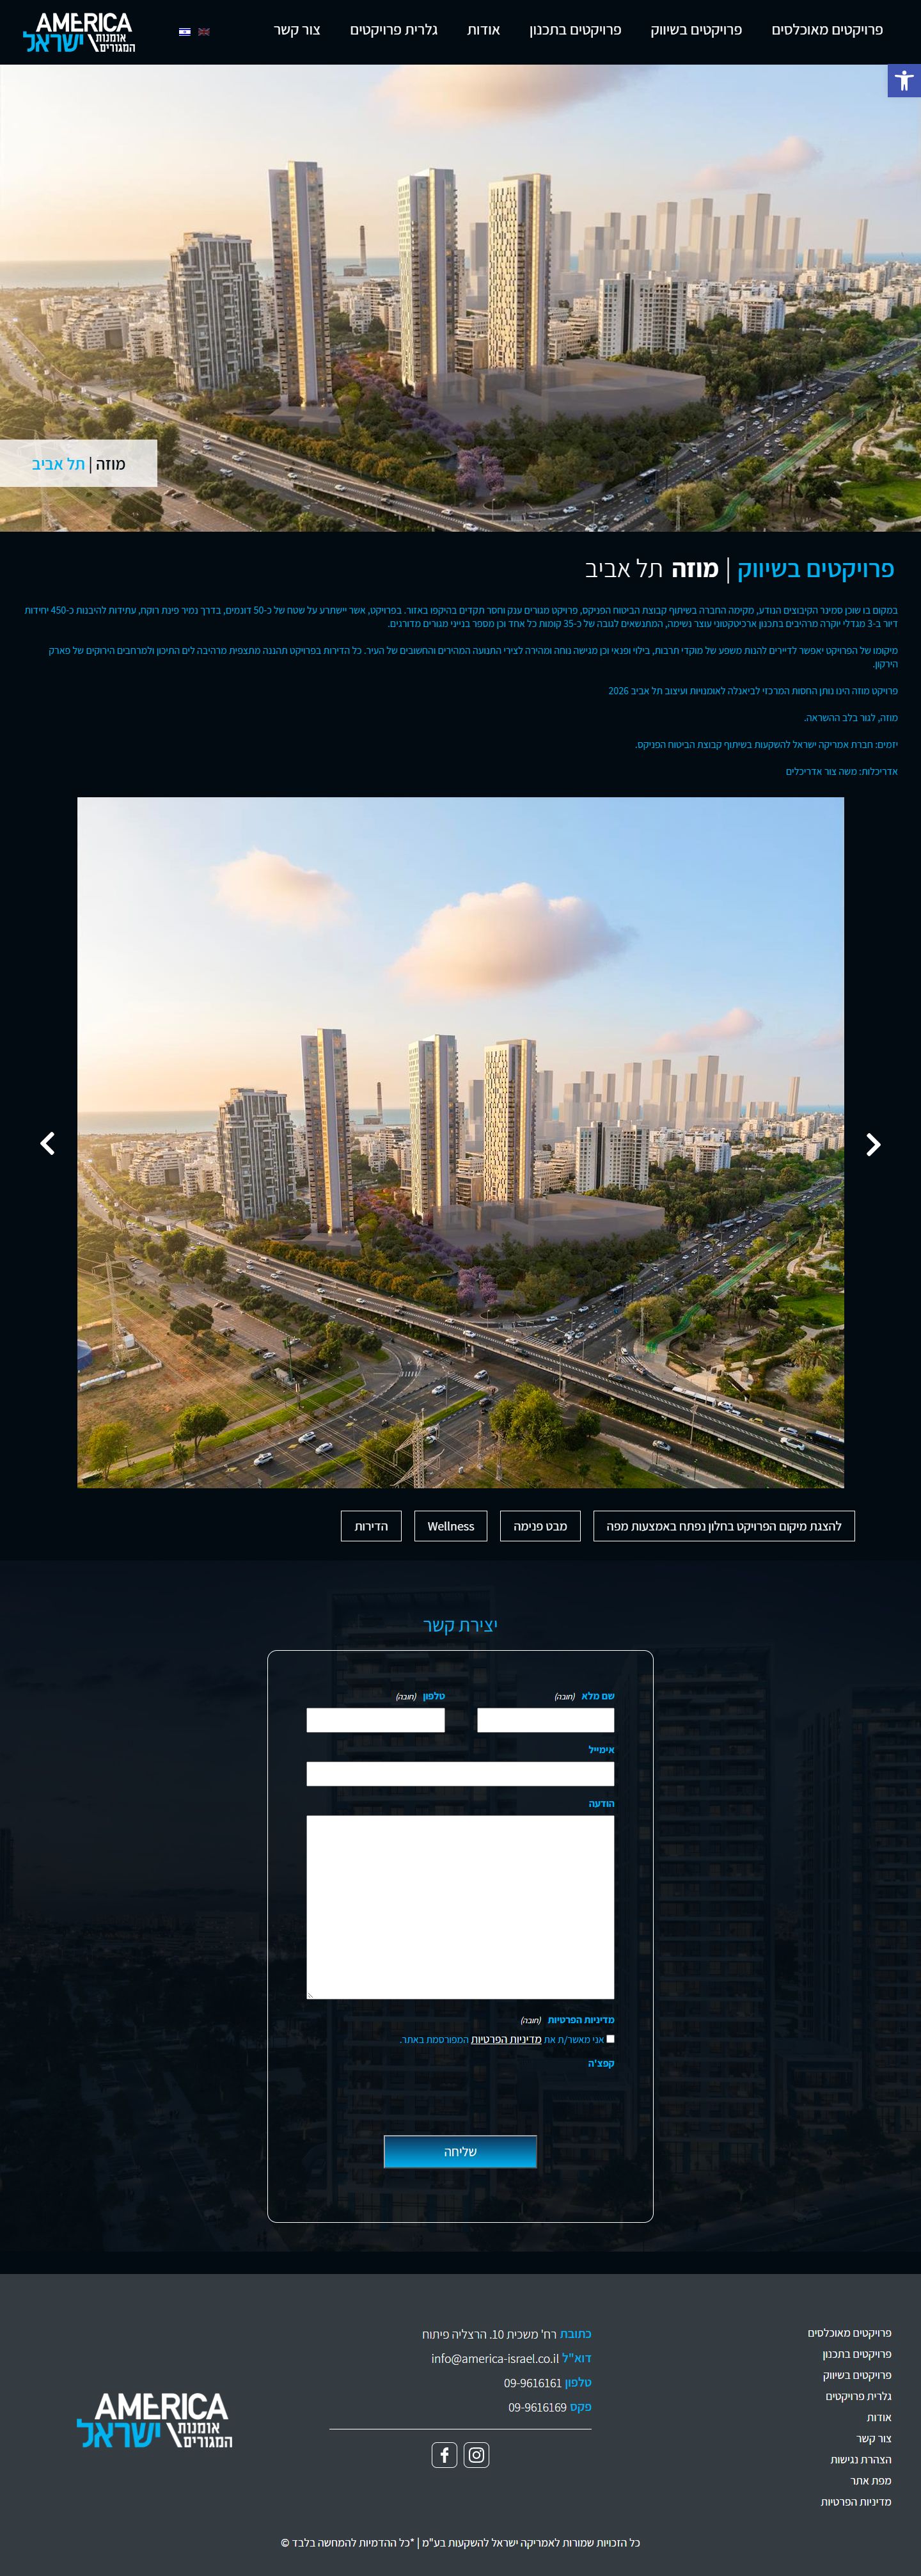 פרויקטים מאוכלסים
פרויקטים בשיווק
פרויקטים בתכנון
אודות
גלרית פרויקטים
צור קשר
AMERICA
אומנות
המגורים
ישראל
מוזה | תל אביב
פרויקטים בשיווק | מוזה תל אביב
במקום בו שוכן סמינר הקיבוצים הנודע, מקימה החברה בשיתוף קבוצת הביטוח הפניקס, פרויקט מגורים ענק וחסר תקדים בהיקפו באזור. בפרויקט, אשר יישתרע על שטח של כ-50 דונמים, בדרך נמיר פינת רוקח, עתידות להיבנות כ-450 יחידות
דיור ב-3 מגדלי יוקרה מרהיבים בתכנון ארכיטקטוני עוצר נשימה, המתנשאים לגובה של כ-35 קומות כל אחד וכן מספר בנייני מגורים מדורגים.
מיקומו של הפרויקט יאפשר לדיירים להנות משפע של מוקדי תרבות, בילוי ופנאי וכן מגישה נוחה ומהירה לצירי התנועה המהירים והחשובים של העיר. כל הדירות בפרויקט תהננה מתצפית מרהיבה לים התיכון ולמרחבים הירוקים של פארק
הירקון.
פרויקט מוזה הינו נותן החסות המרכזי לביאנלה לאומנויות ועיצוב תל אביב 2026
מוזה, לגור בלב ההשראה.
יזמים: חברת אמריקה ישראל להשקעות בשיתוף קבוצת הביטוח הפניקס.
אדריכלות: משה צור אדריכלים
להצגת מיקום הפרויקט בחלון נפתח באמצעות מפה
מבט פנימה
Wellness
הדירות
יצירת קשר
שם מלא (חובה)
טלפון (חובה)
אימייל
הודעה
מדיניות הפרטיות (חובה)
אני מאשר/ת את מדיניות הפרטיות המפורסמת באתר.
קפצ'ה
שליחה
פרויקטים מאוכלסים
פרויקטים בתכנון
פרויקטים בשיווק
גלרית פרויקטים
אודות
צור קשר
הצהרת נגישות
מפת אתר
מדיניות הפרטיות
כתובת רח' משכית 10. הרצליה פיתוח
דוא"ל info@america-israel.co.il
טלפון 09-9616161
פקס 09-9616169
AMERICA
אומנות
המגורים
ישראל
כל הזכויות שמורות לאמריקה ישראל להשקעות בע"מ | *כל ההדמיות להמחשה בלבד ©